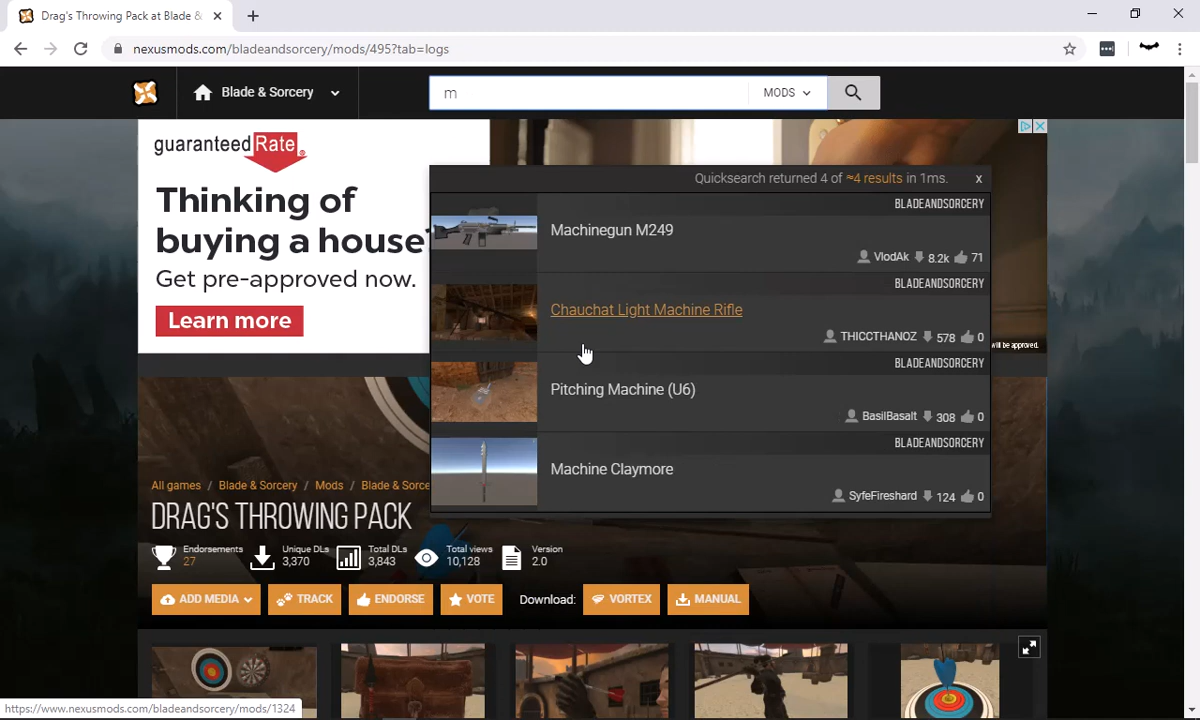 Drag's Throwing Pack at Blade &
nexusmods.com/bladeandsorcery/mods/495?tab=logs
Blade & Sorcery
m
MODS
guaranteed Rate
Thinking of
buying a house
Get pre-approved now.
Learn more
will be approved.
Quicksearch returned 4 of ≈4 results in 1ms. x
BLADEANDSORCERY
Machinegun M249
VlodAk 8.2k 71
BLADEANDSORCERY
Chauchat Light Machine Rifle
THICCTHANOZ 578 0
BLADEANDSORCERY
Pitching Machine (U6)
BasilBasalt 308 0
BLADEANDSORCERY
Machine Claymore
SyfeFireshard 124 0
All games / Blade & Sorcery / Mods / Blade & Sorce
DRAG'S THROWING PACK
Endorsements
27
Unique DLs
3,370
Total DLs
3,843
Total views
10,128
Version
2.0
ADD MEDIA
TRACK
ENDORSE
VOTE
Download:
VORTEX
MANUAL
https://www.nexusmods.com/bladeandsorcery/mods/1324